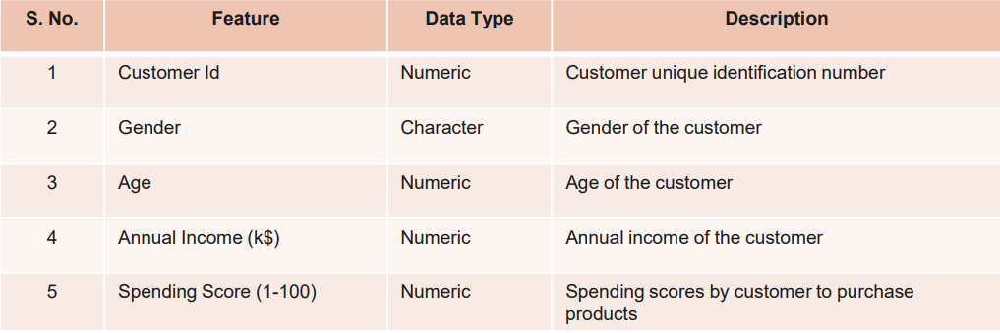 S. No. Feature Data Type Description
1 Customer Id Numeric Customer unique identification number
2 Gender Character Gender of the customer
3 Age Numeric Age of the customer
4 Annual Income (k$) Numeric Annual income of the customer
5 Spending Score (1-100) Numeric Spending scores by customer to purchase
products